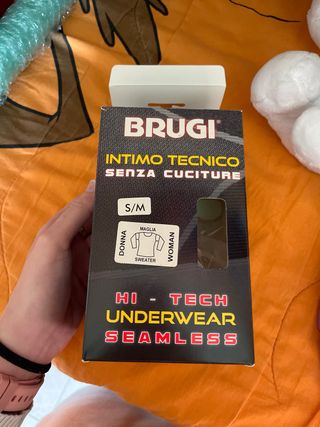 BRUGI
INTIMO TECNICO
SENZA CUCITURE
S/M
DONNA
MAGLIA
SWEATER
WOMAN
HI - TECH
UNDERWEAR
SEAMLESS